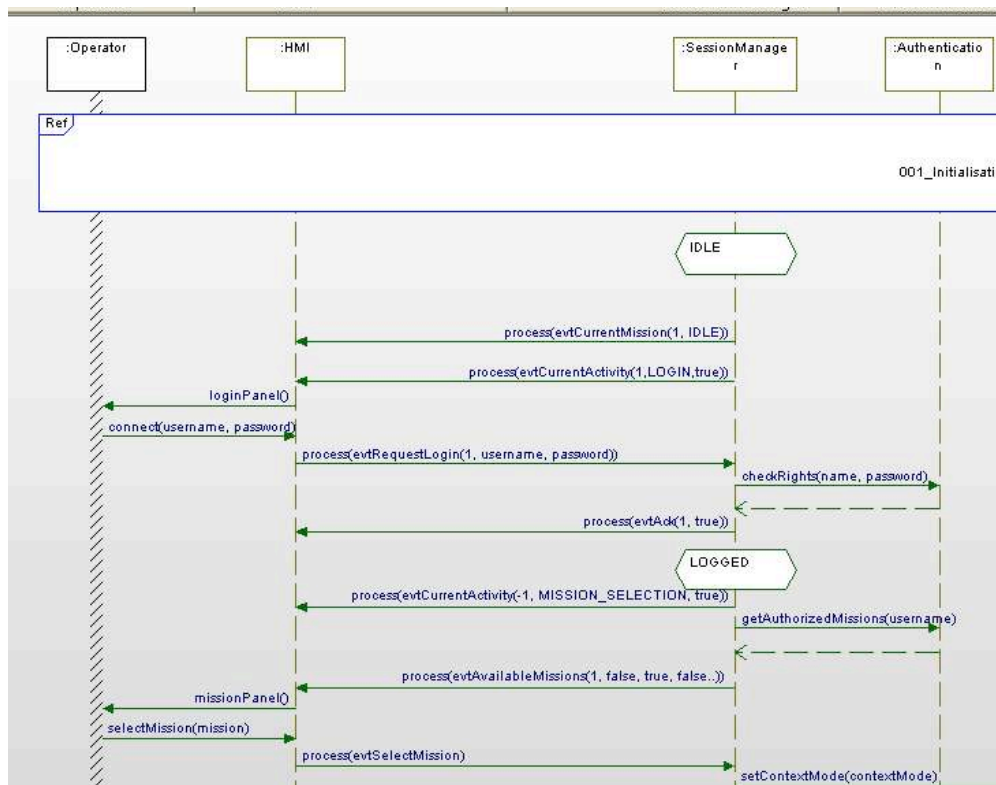 :Operator
:HMI
:SessionManage
r
:Authenticatio
n
Ref
001_Initialisati
IDLE
process(evtCurrentMission(1, IDLE))
process(evtCurrentActivity(1,LOGIN,true))
loginPanel()
connect(username, password)
process(evtRequestLogin(1, username, password))
checkRights(name, password)
process(evtAck(1, true))
LOGGED
process(evtCurrentActivity(-1, MISSION_SELECTION, true))
getAuthorizedMissions(username)
process(evtAvailableMissions(1, false, true, false..))
missionPanel()
selectMission(mission)
process(evtSelectMission)
setContextMode(contextMode)